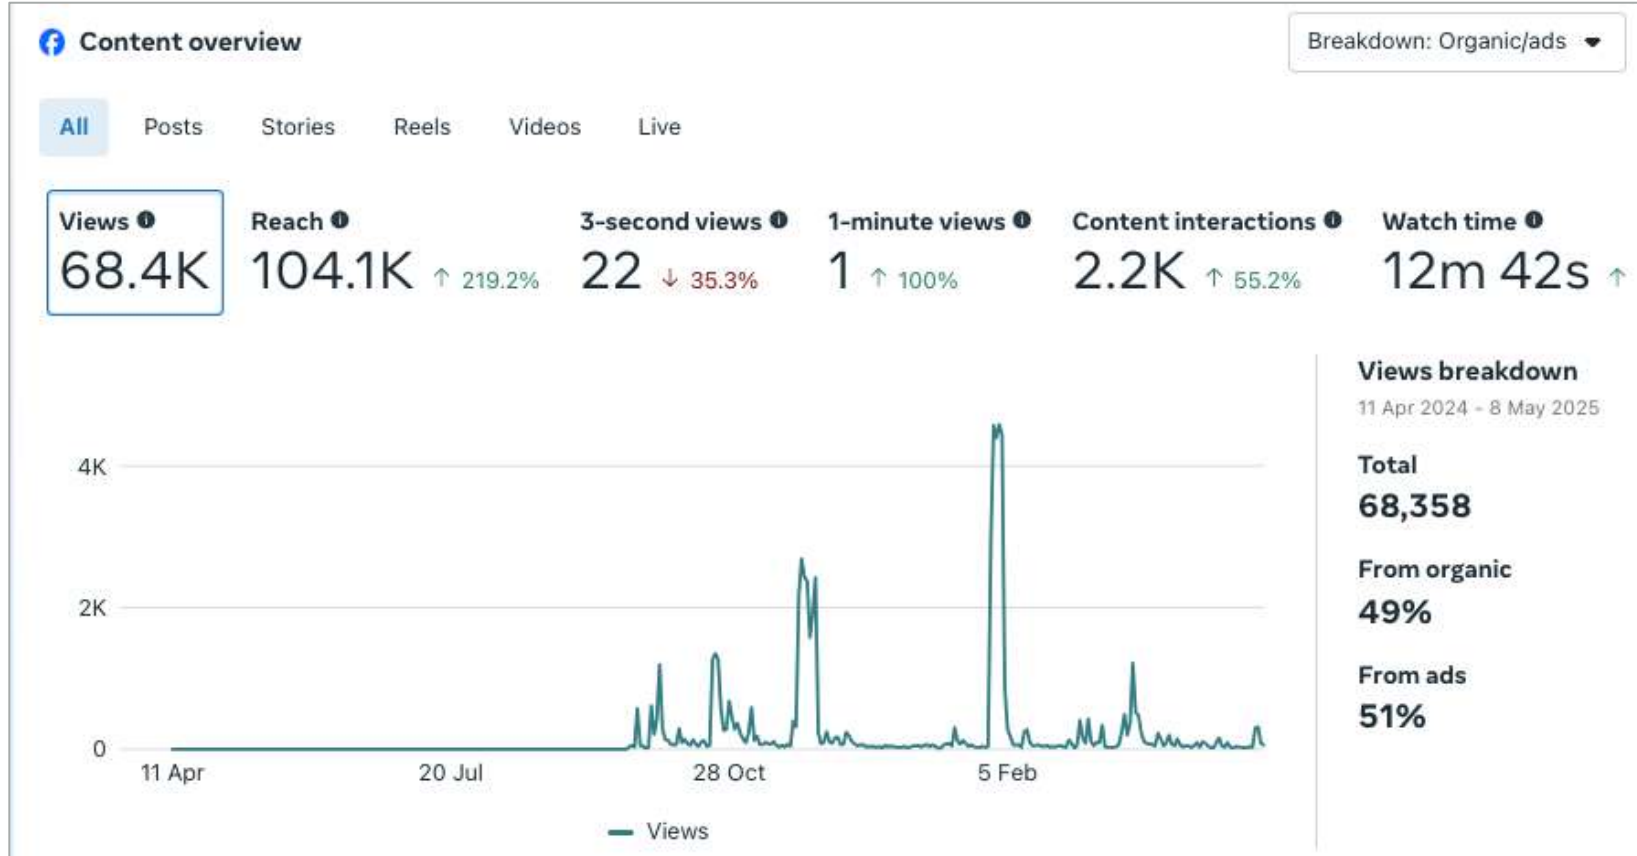 Content overview
Breakdown: Organic/ads
All Posts Stories Reels Videos Live
Views Reach 3-second views 1-minute views Content interactions Watch time
68.4K 104.1K ↑ 219.2% 22 ↓ 35.3% 1 ↑ 100% 2.2K ↑ 55.2% 12m 42s ↑
Views breakdown
11 Apr 2024 - 8 May 2025
Total
68,358
From organic
49%
From ads
51%
4K
2K
0
11 Apr 20 Jul 28 Oct 5 Feb
Views